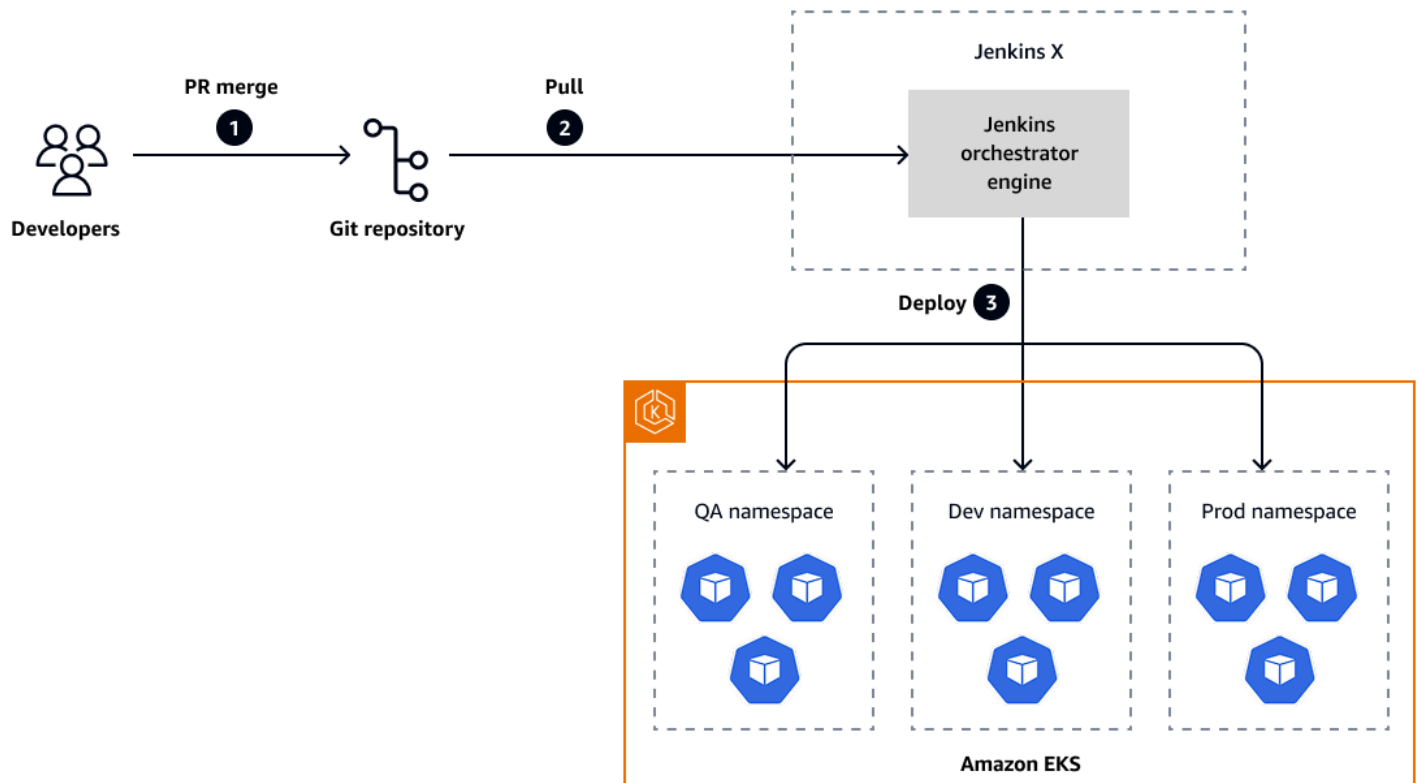 Jenkins X
PR merge
1
Pull
2
Jenkins
orchestrator
engine
Developers
Git repository
Deploy 3
K
QA namespace
Dev namespace
Prod namespace
Amazon EKS